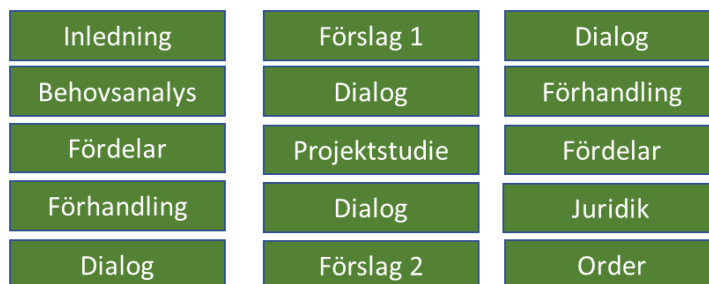 Inledning
Behovsanalys
Fördelar
Förhandling
Dialog
Förslag 1
Dialog
Projektstudie
Dialog
Förslag 2
Dialog
Förhandling
Fördelar
Juridik
Order